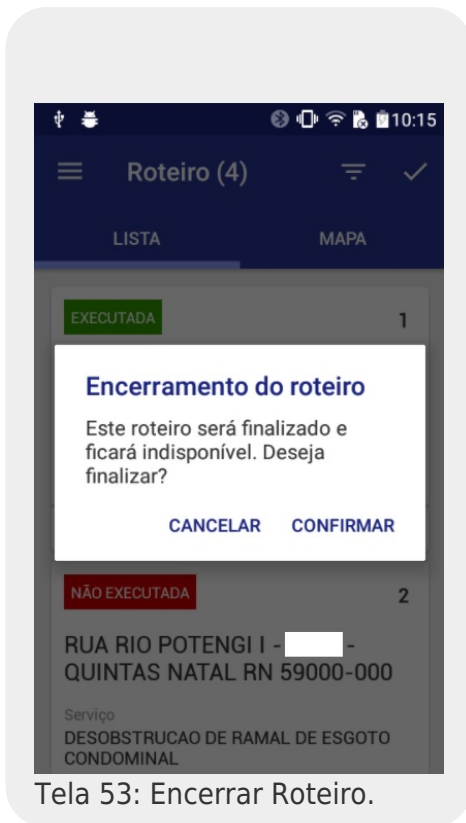 10:15
Roteiro (4)
LISTA MAPA
EXECUTADA 1
Encerramento do roteiro
Este roteiro será finalizado e
ficará indisponível. Deseja
finalizar?
CANCELAR CONFIRMAR
NÃO EXECUTADA 2
RUA RIO POTENGI I - -
QUINTAS NATAL RN 59000-000
Serviço
DESOBSTRUCAO DE RAMAL DE ESGOTO
CONDOMINAL
Tela 53: Encerrar Roteiro.